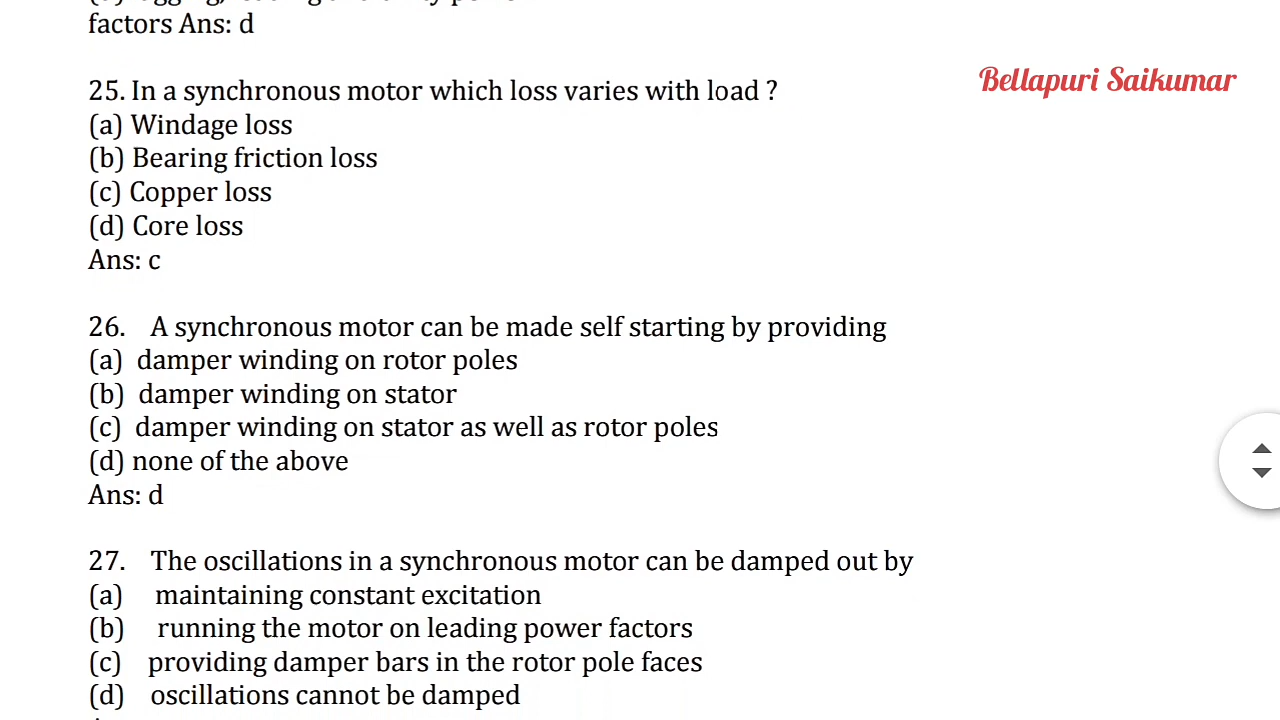 factors Ans: d
Bellapuri Saikumar
25. In a synchronous motor which loss varies with load ?
(a) Windage loss
(b) Bearing friction loss
(c) Copper loss
(d) Core loss
Ans: c
26. A synchronous motor can be made self starting by providing
(a) damper winding on rotor poles
(b) damper winding on stator
(c) damper winding on stator as well as rotor poles
(d) none of the above
Ans: d
27. The oscillations in a synchronous motor can be damped out by
(a) maintaining constant excitation
(b) running the motor on leading power factors
(c) providing damper bars in the rotor pole faces
(d) oscillations cannot be damped